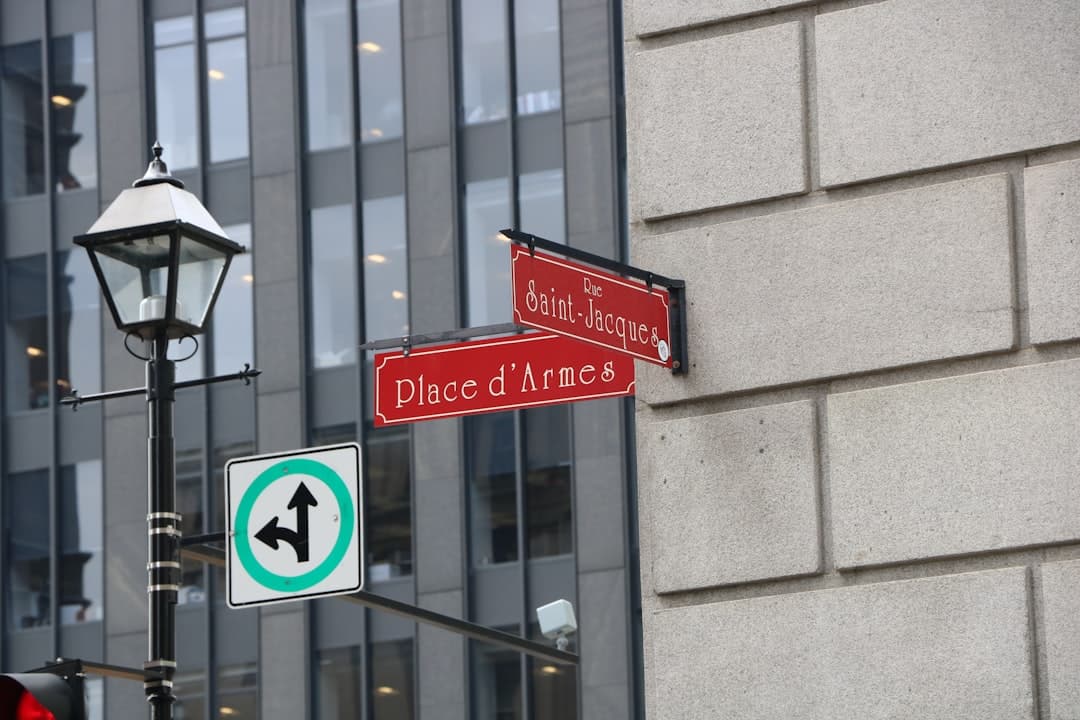 Rue
Saint-Jacques
Place d'Armes